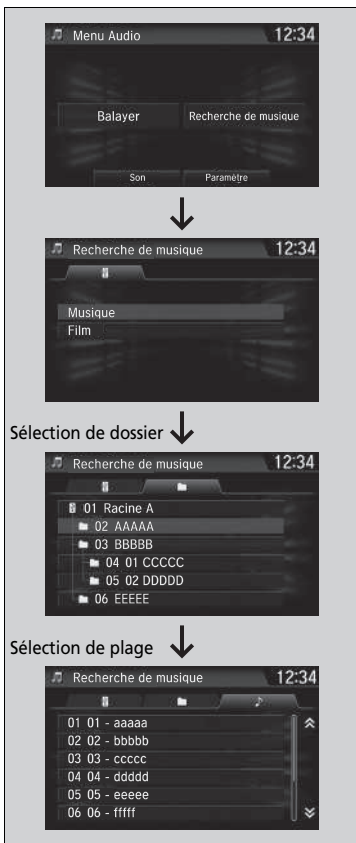 Menu Audio 12:34
Balayer Recherche de musique
Son Paramètre
Recherche de musique 12:34
Musique
Film
Sélection de dossier
Recherche de musique 12:34
01 Racine A
02 AAAAA
03 BBBBB
04 01 CCCCC
05 02 DDDDD
06 EEEEE
Sélection de plage
Recherche de musique 12:34
01 01 - aaaaa
02 02 - bbbbb
03 03 - ccccc
04 04 - ddddd
05 05 - eeeee
06 06 - fffff